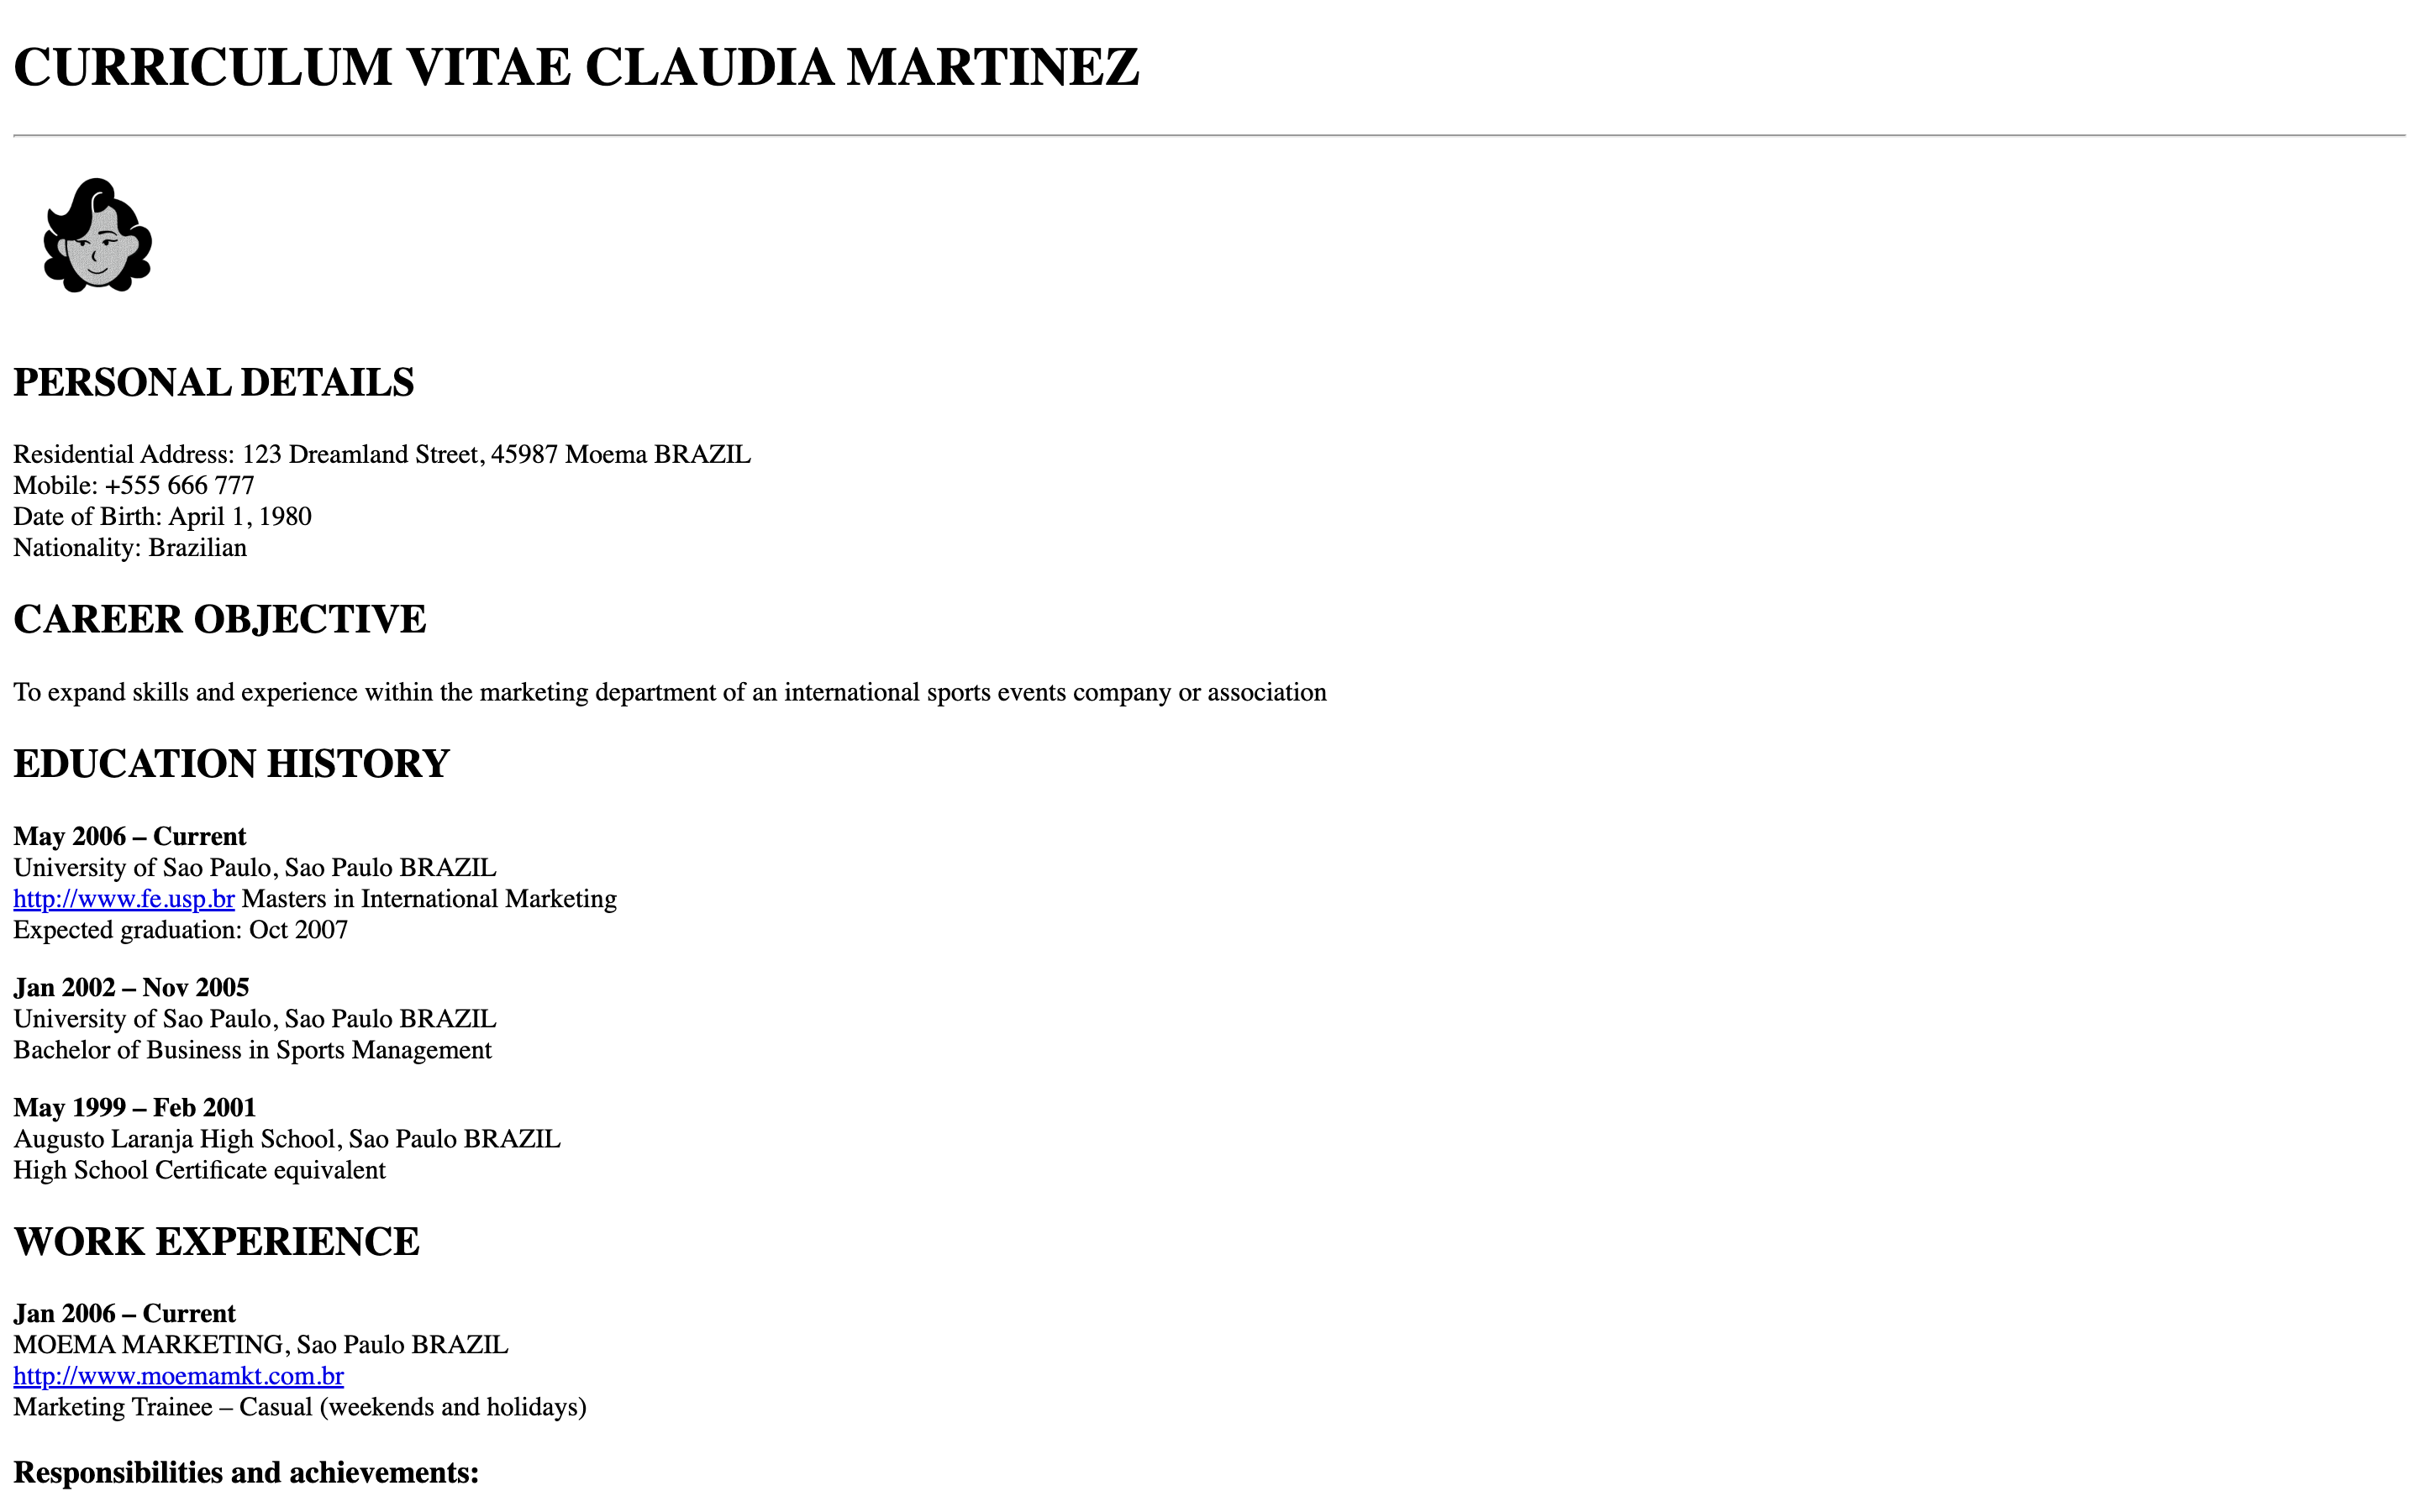 CURRICULUM VITAE CLAUDIA MARTINEZ
PERSONAL DETAILS
Residential Address: 123 Dreamland Street, 45987 Moema BRAZIL
Mobile: +555 666 777
Date of Birth: April 1, 1980
Nationality: Brazilian
CAREER OBJECTIVE
To expand skills and experience within the marketing department of an international sports events company or association
EDUCATION HISTORY
May 2006 – Current
University of Sao Paulo, Sao Paulo BRAZIL
http://www.fe.usp.br Masters in International Marketing
Expected graduation: Oct 2007
Jan 2002 – Nov 2005
University of Sao Paulo, Sao Paulo BRAZIL
Bachelor of Business in Sports Management
May 1999 – Feb 2001
Augusto Laranja High School, Sao Paulo BRAZIL
High School Certificate equivalent
WORK EXPERIENCE
Jan 2006 – Current
MOEMA MARKETING, Sao Paulo BRAZIL
http://www.moemamkt.com.br
Marketing Trainee – Casual (weekends and holidays)
Responsibilities and achievements: